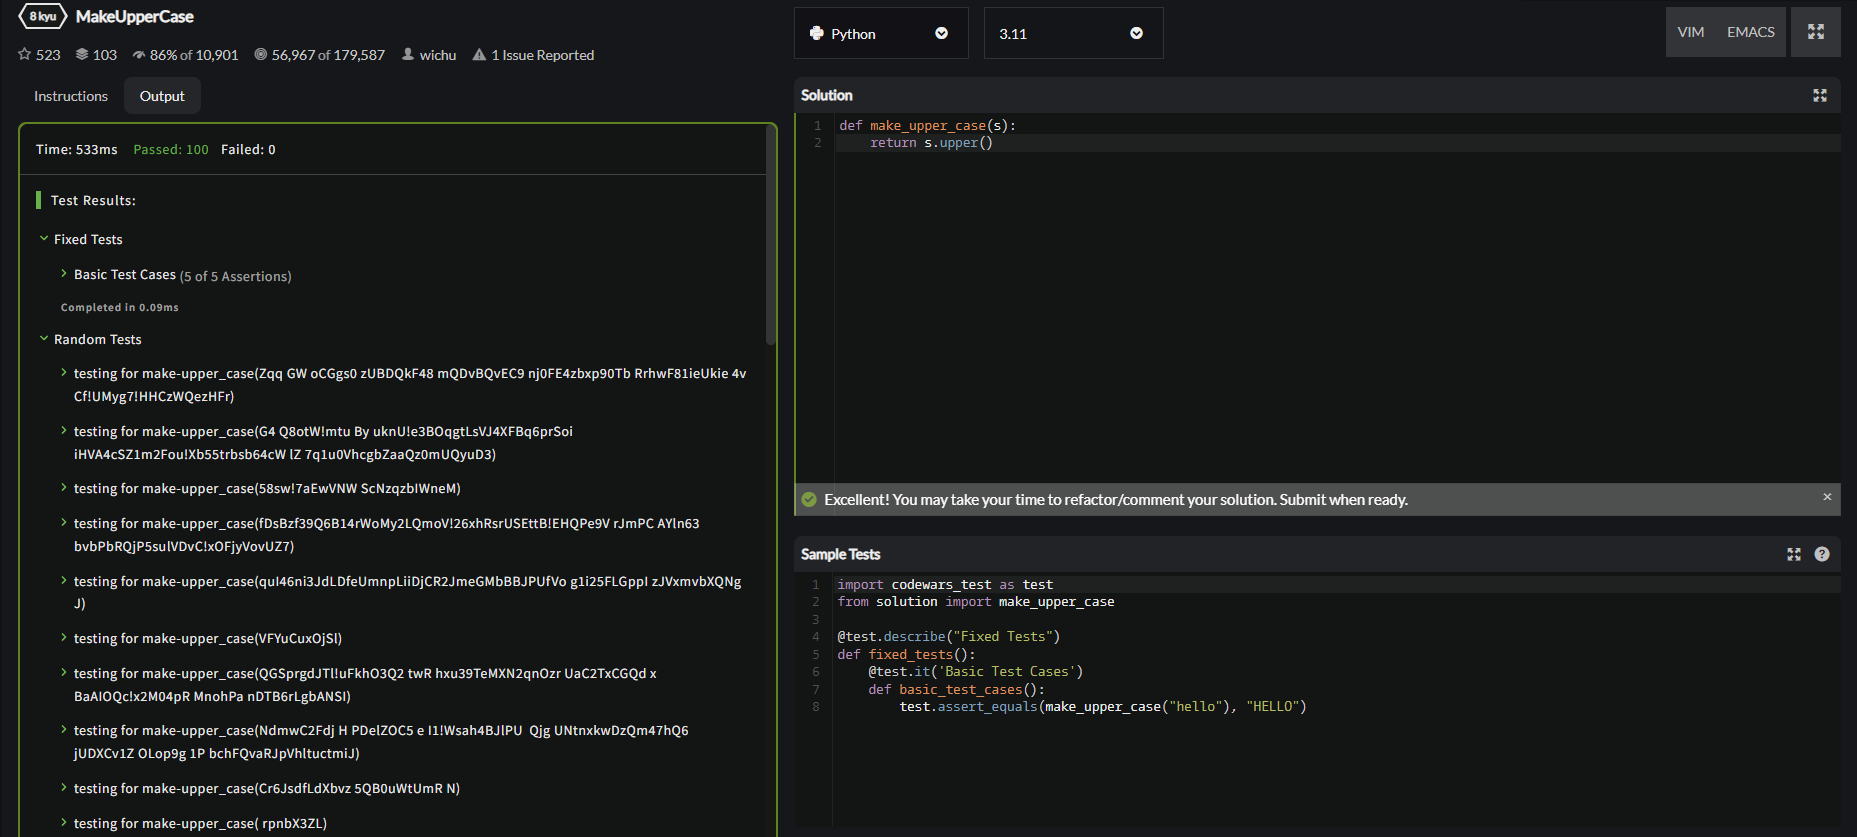 8 kyu MakeUpperCase
523 103 86% of 10,901 56,967 of 179,587 wichu 1 Issue Reported
Instructions Output
Time: 533ms Passed: 100 Failed: 0
Test Results:
Fixed Tests
Basic Test Cases (5 of 5 Assertions)
Completed in 0.09ms
Random Tests
testing for make-upper_case(Zqq GW oCGgs0 zUBDQkF48 mQDvBQvEC9 nj0FE4zbxp90Tb RrhwF81ieUkie 4v
Cf!UMyg7!HHCzWQezHFr)
testing for make-upper_case(G4 Q8otW!mtu By uknU!e3BOqgtLsVJ4XFBq6prSoi
iHVA4cSZ1m2Fou!Xb55trbsb64cW lZ 7q1u0VhcgbZaaQz0mUQyuD3)
testing for make-upper_case(58sw!7aEwVNW ScNzqzbIWneM)
testing for make-upper_case(fDsBzf39Q6B14rWoMy2LQmoV!26xhRsrUSEttB!EHQPe9V rJmPC AYln63
bvbPbRQjP5sulVDvC!xOFjyVovUZ7)
testing for make-upper_case(quI46ni3JdLDfeUmnpLiiDjCR2JmeGMbBBJPUfVo g1i25FLGppI zJVxmvbXQNg
J)
testing for make-upper_case(VFYuCuxOjSl)
testing for make-upper_case(QGSprgdJTl!uFkhO3Q2 twR hxu39TeMXN2qnOzr UaC2TxCGQd x
BaAIOQc!x2M04pR MnohPa nDTB6rLgbANSI)
testing for make-upper_case(NdmwC2Fdj H PDelZOC5 e I1!Wsah4BJlPU  Qjg UNtnxkwDzQm47hQ6
jUDXCv1Z OLop9g 1P bchFQvaRJpVhltuctmiJ)
testing for make-upper_case(Cr6JsdfLdXbvz 5QB0uWtUmR N)
testing for make-upper_case( rpnbX3ZL)
Python 3.11 VIM EMACS
Solution
1 def make_upper_case(s):
2 return s.upper()
Excellent! You may take your time to refactor/comment your solution. Submit when ready. ×
Sample Tests ?
1 import codewars_test as test
2 from solution import make_upper_case
3
4 @test.describe("Fixed Tests")
5 def fixed_tests():
6 @test.it('Basic Test Cases')
7 def basic_test_cases():
8 test.assert_equals(make_upper_case("hello"), "HELLO")